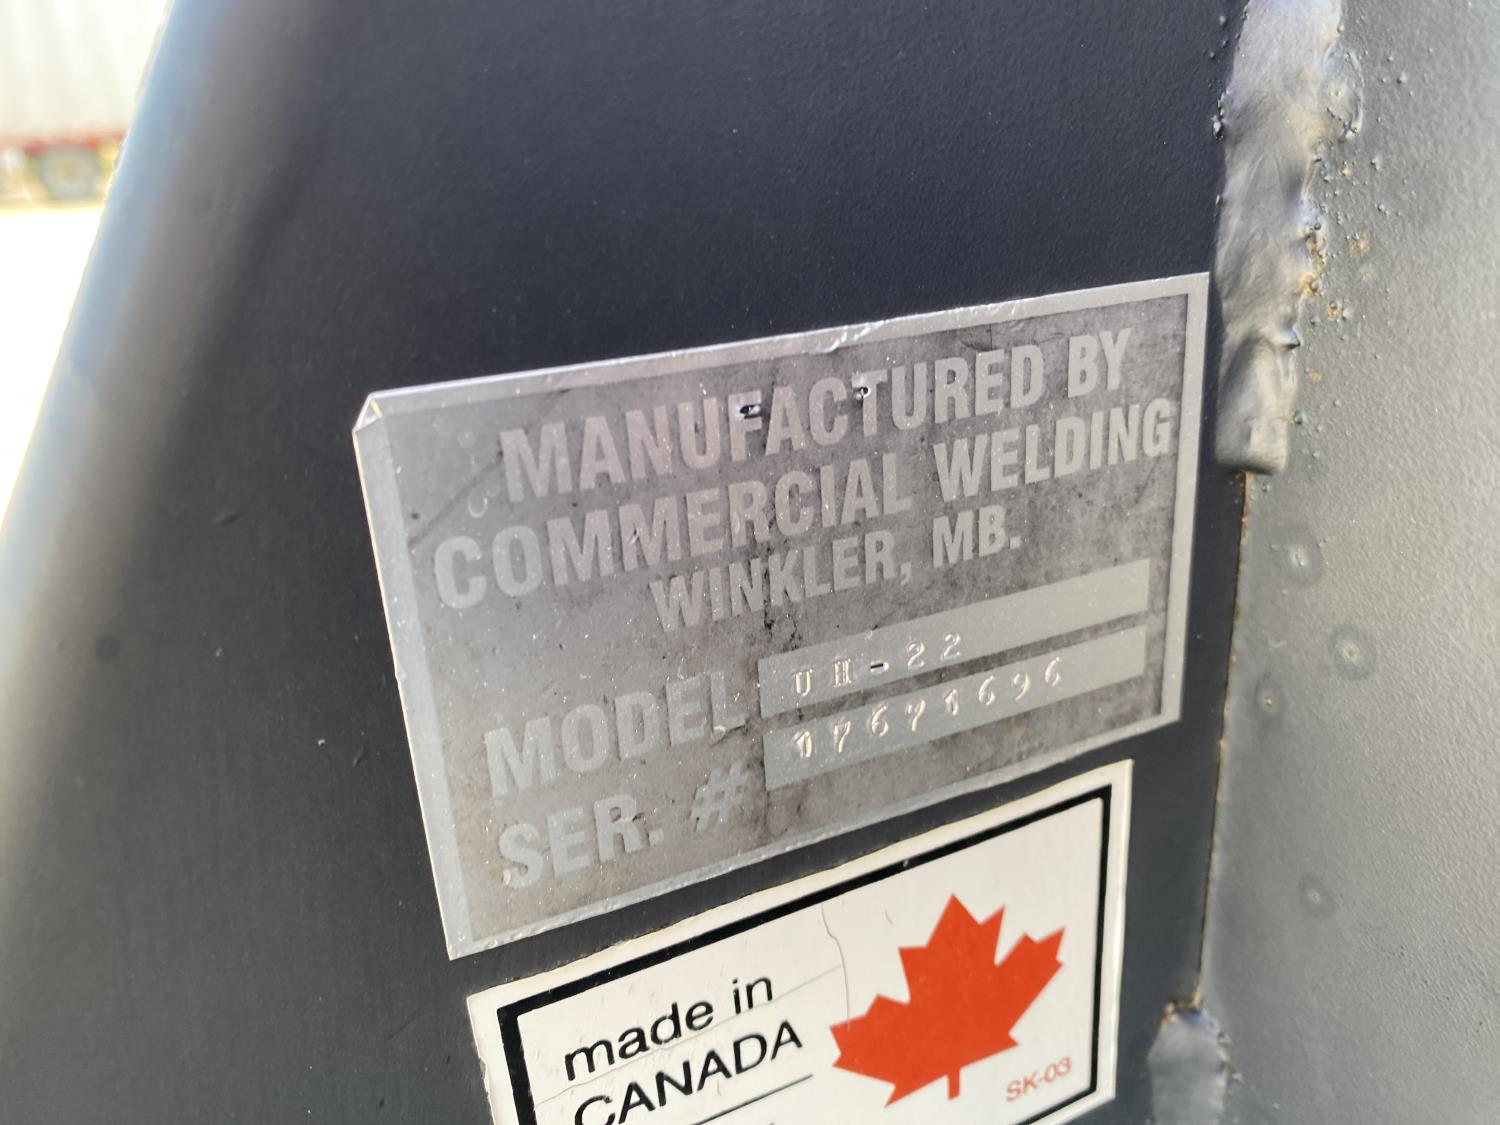 MANUFACTURED BY
COMMERCIAL WELDING
WINKLER, MB.
MODEL UH-22
SER. # 17671696
made in
CANADA
SK-03